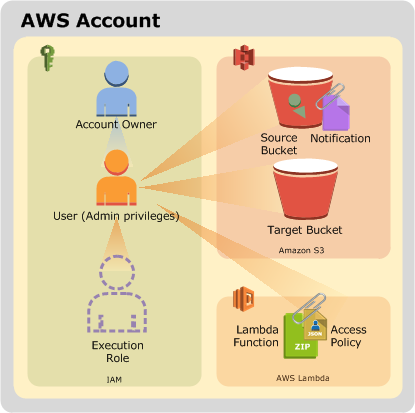 AWS Account
Account Owner
User (Admin privileges)
Execution
Role
IAM
Source
Bucket
Notification
Target Bucket
Amazon S3
Lambda
Function
ZIP
JSON
Access
Policy
AWS Lambda